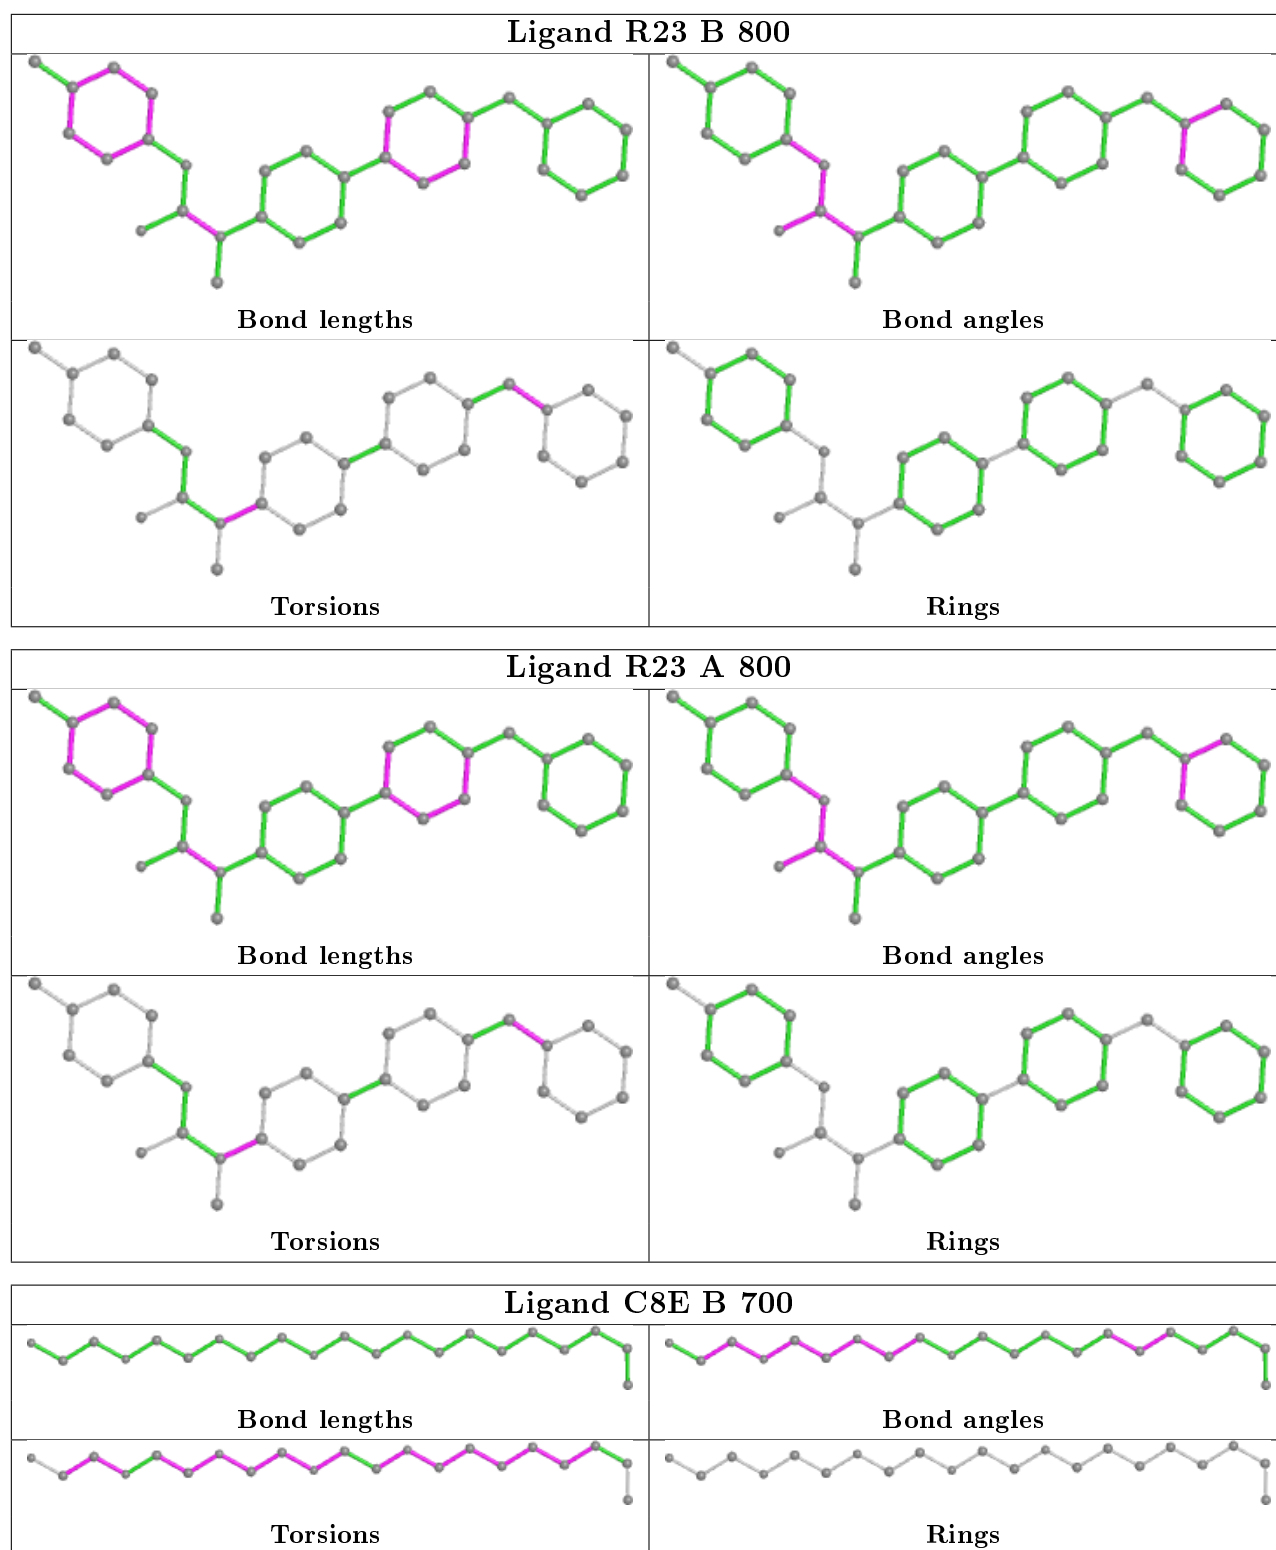 Ligand R23 B 800
Bond lengths
Bond angles
Torsions
Rings
Ligand R23 A 800
Bond lengths
Bond angles
Torsions
Rings
Ligand C8E B 700
Bond lengths
Bond angles
Torsions
Rings